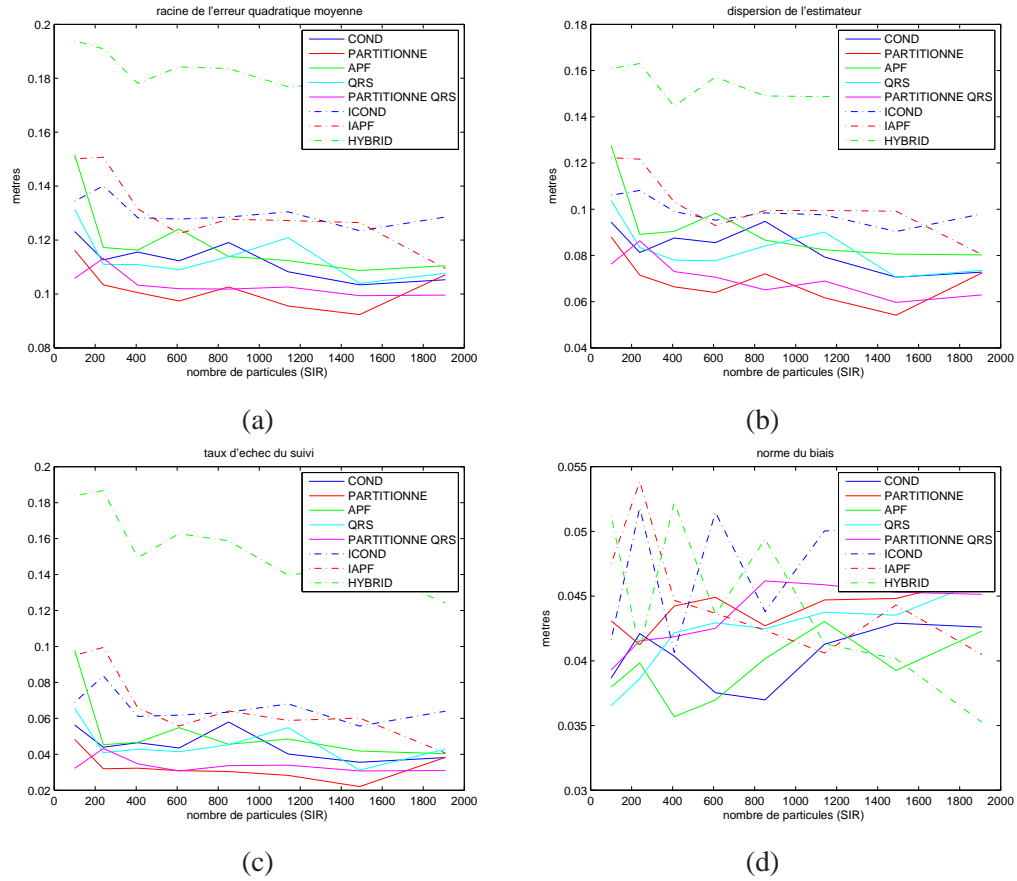 racine de l'erreur quadratique moyenne
0.2
0.18
0.16
0.14
0.12
0.1
0.08
metres
COND
PARTITIONNE
APF
QRS
PARTITIONNE QRS
ICOND
IAPF
HYBRID
0 200 400 600 800 1000 1200 1400 1600 1800 2000
nombre de particules (SIR)
(a)
dispersion de l'estimateur
0.18
0.16
0.14
0.12
0.1
0.08
0.06
0.04
metres
COND
PARTITIONNE
APF
QRS
PARTITIONNE QRS
ICOND
IAPF
HYBRID
0 200 400 600 800 1000 1200 1400 1600 1800 2000
nombre de particules (SIR)
(b)
taux d'echec du suivi
0.2
0.18
0.16
0.14
0.12
0.1
0.08
0.06
0.04
0.02
COND
PARTITIONNE
APF
QRS
PARTITIONNE QRS
ICOND
IAPF
HYBRID
0 200 400 600 800 1000 1200 1400 1600 1800 2000
nombre de particules (SIR)
(c)
norme du biais
0.055
0.05
0.045
0.04
0.035
0.03
metres
COND
PARTITIONNE
APF
QRS
PARTITIONNE QRS
ICOND
IAPF
HYBRID
0 200 400 600 800 1000 1200 1400 1600 1800 2000
nombre de particules (SIR)
(d)